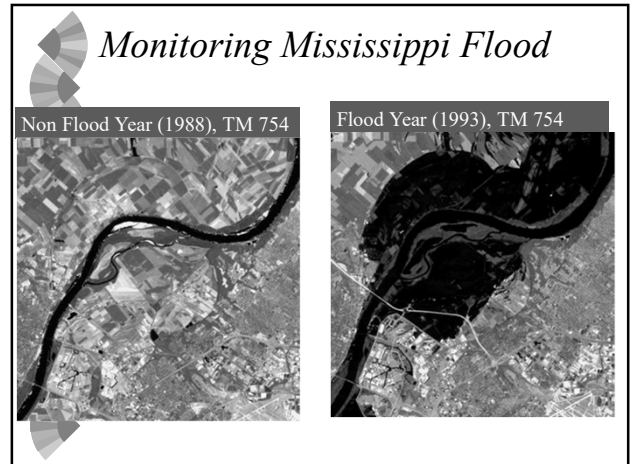 Monitoring Mississippi Flood
Non Flood Year (1988), TM 754
Flood Year (1993), TM 754